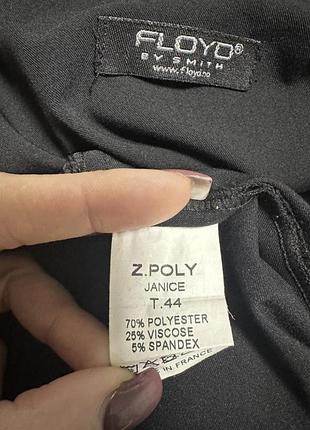 FLOYD®
BY SMITH
www.floyd.no
Z.POLY
JANICE
T.44
70% POLYESTER
25% VISCOSE
5% SPANDEX
IN FRANCE